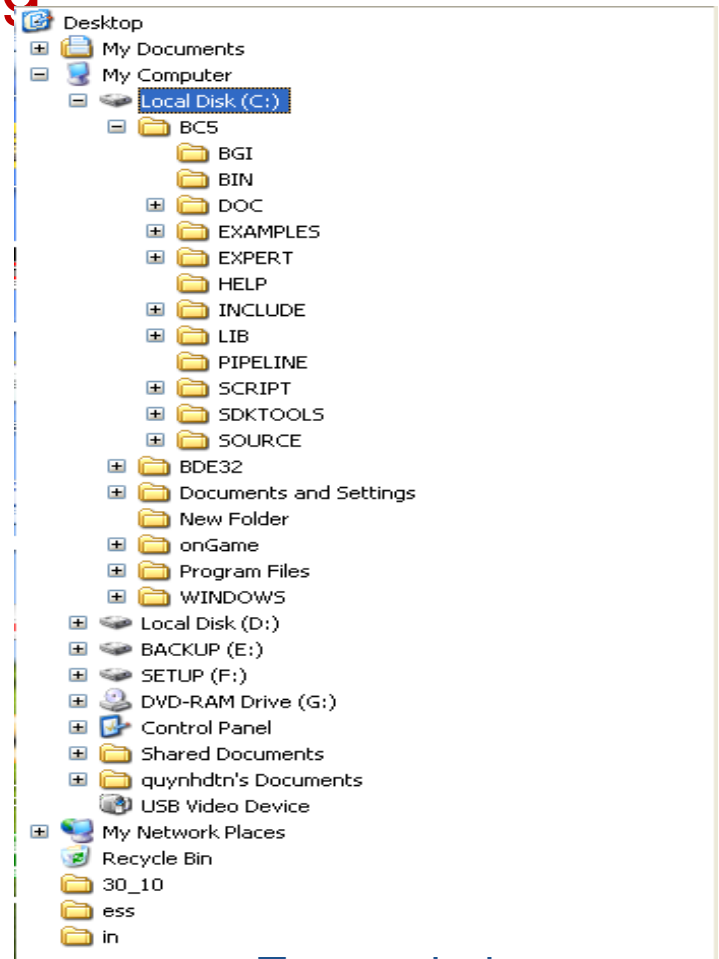 Desktop
My Documents
My Computer
Local Disk (C:)
BC5
BGI
BIN
DOC
EXAMPLES
EXPERT
HELP
INCLUDE
LIB
PIPELINE
SCRIPT
SDKTOOLS
SOURCE
BDE32
Documents and Settings
New Folder
onGame
Program Files
WINDOWS
Local Disk (D:)
BACKUP (E:)
SETUP (F:)
DVD-RAM Drive (G:)
Control Panel
Shared Documents
quynhdtn's Documents
USB Video Device
My Network Places
Recycle Bin
30_10
ess
in